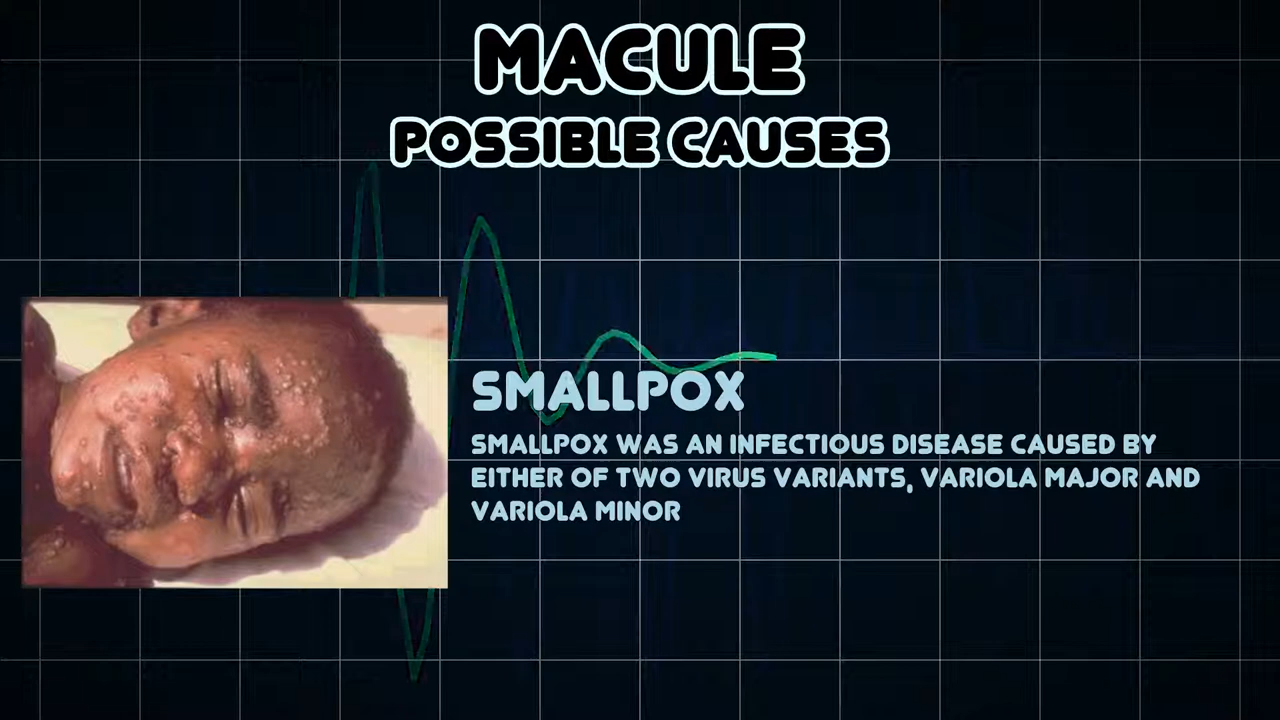 MACULE
POSSIBLE CAUSES
SMALLPOX
SMALLPOX WAS AN INFECTIOUS DISEASE CAUSED BY
EITHER OF TWO VIRUS VARIANTS, VARIOLA MAJOR AND
VARIOLA MINOR